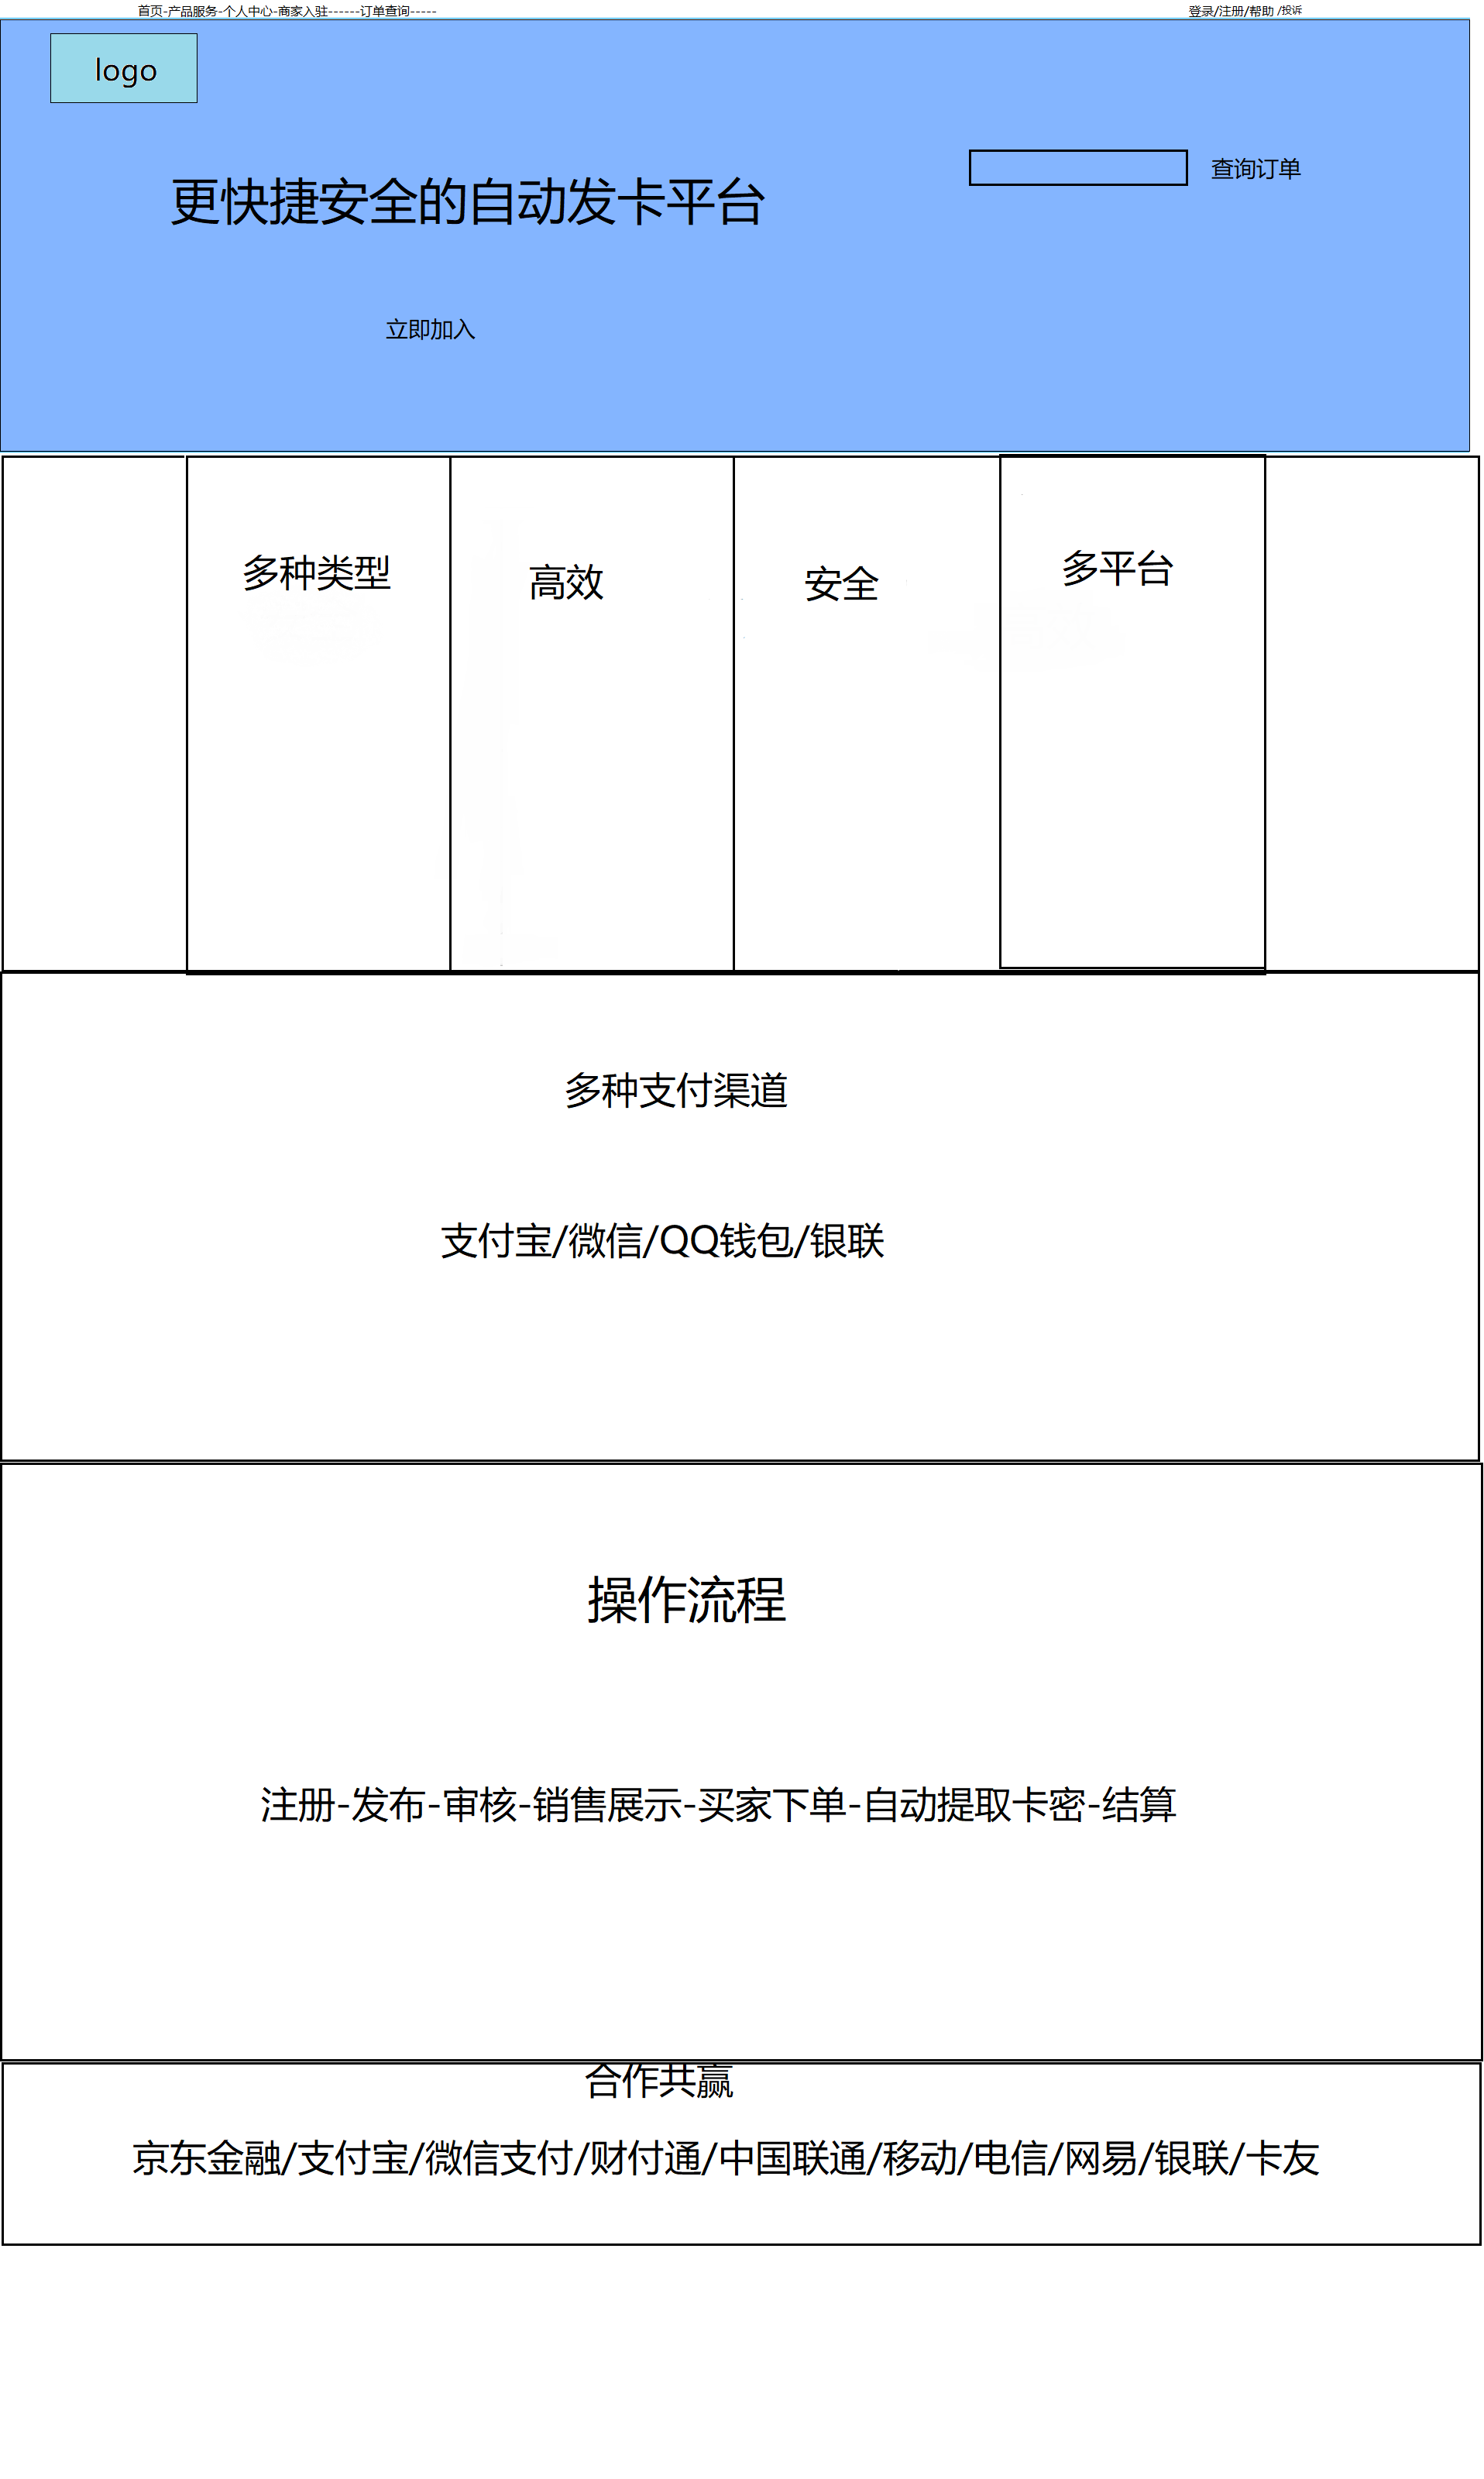 首页-产品服务-个人中心-商家入驻------订单查询-----
登录/注册/帮助 /投诉
logo
查询订单
更快捷安全的自动发卡平台
立即加入
多种类型
高效
安全
多平台
多种支付渠道
支付宝/微信/QQ钱包/银联
操作流程
注册-发布-审核-销售展示-买家下单-自动提取卡密-结算
合作共赢
京东金融/支付宝/微信支付/财付通/中国联通/移动/电信/网易/银联/卡友